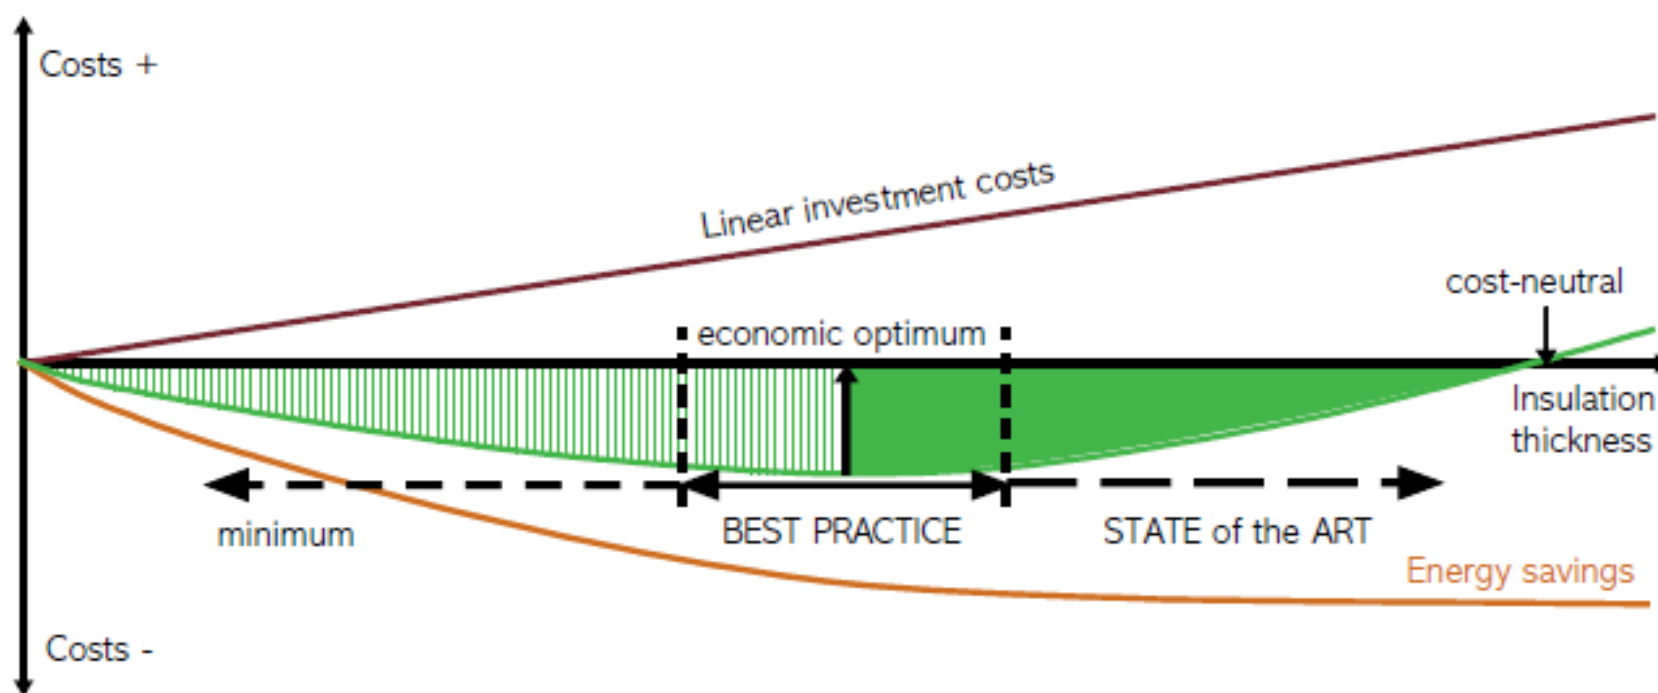 Costs +
Linear investment costs
cost-neutral
economic optimum
Insulation
thickness
minimum
BEST PRACTICE
STATE of the ART
Energy savings
Costs -